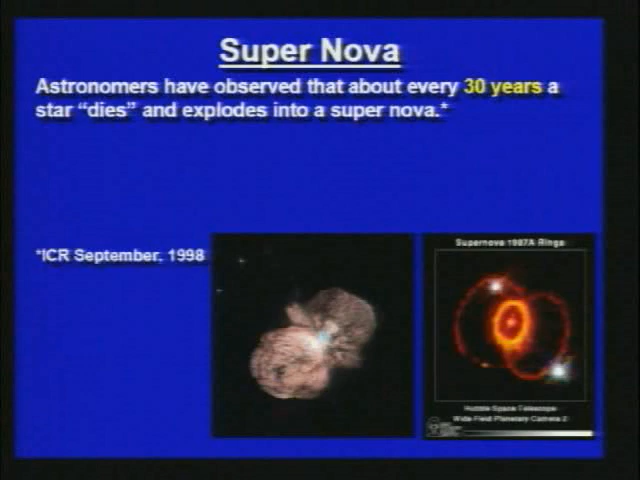 Super Nova
Astronomers have observed that about every 30 years a
star “dies” and explodes into a super nova.*
*ICR September, 1998
Supernova 1987A Rings
Hubble Space Telescope
Wide Field Planetary Camera 2